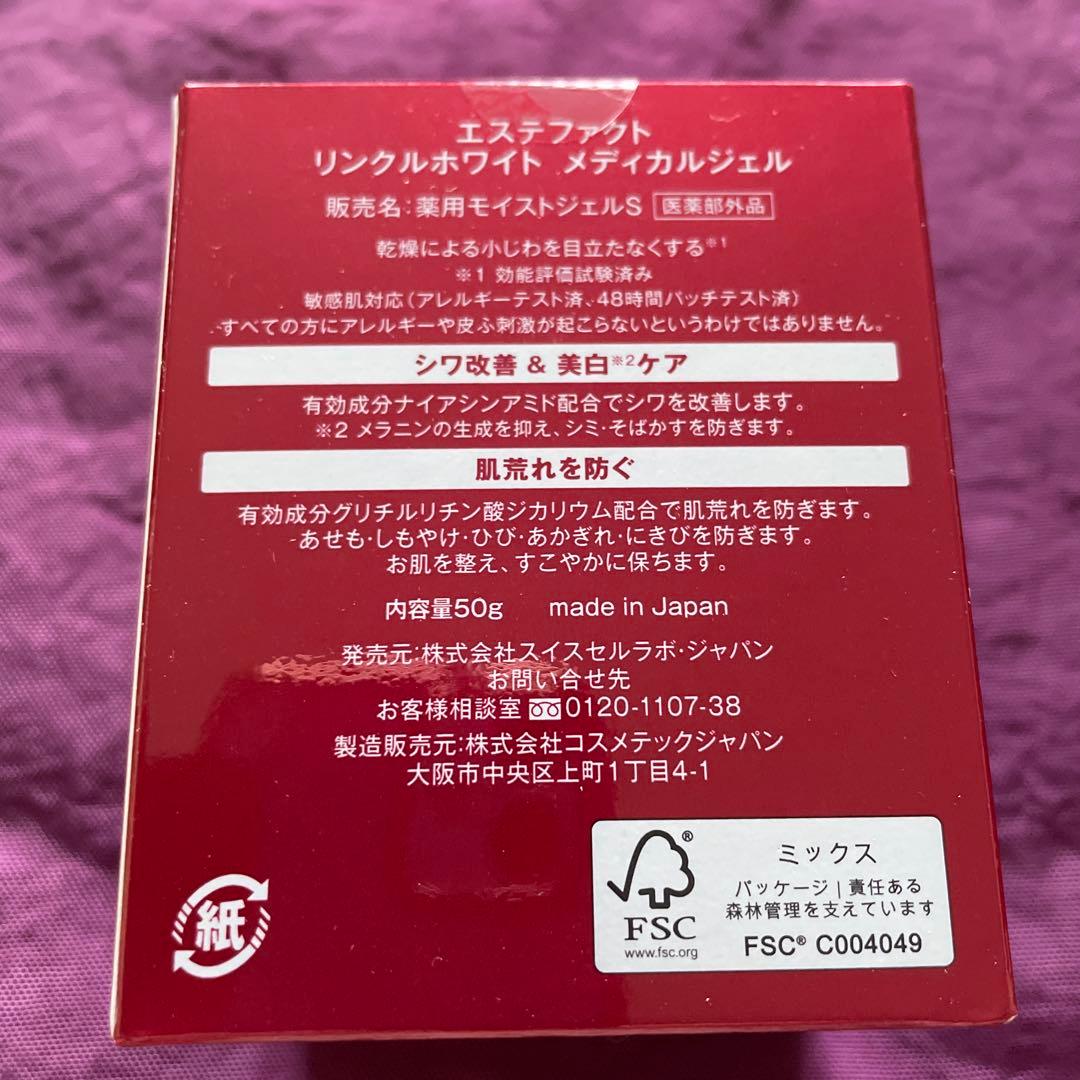 エステファクト
リンクルホワイト メディカルジェル
販売名:薬用モイストジェルS 医薬部外品
乾燥による小じわを目立たなくする※1
※1 効能評価試験済み
敏感肌対応(アレルギーテスト済、48時間パッチテスト済)
すべての方にアレルギーや皮ふ刺激が起こらないというわけではありません。
シワ改善 & 美白※2ケア
有効成分ナイアシンアミド配合でシワを改善します。
※2 メラニンの生成を抑え、シミ・そばかすを防ぎます。
肌荒れを防ぐ
有効成分グリチルリチン酸ジカリウム配合で肌荒れを防ぎます。
あせも・しもやけ・ひび・あかぎれ・にきびを防ぎます。
お肌を整え、すこやかに保ちます。
内容量50g made in Japan
発売元:株式会社スイスセルラボ・ジャパン
お問い合せ先
お客様相談室 0120-1107-38
製造販売元:株式会社コスメテックジャパン
大阪市中央区上町1丁目4-1
紙
®
FSC
www.fsc.org
ミックス
パッケージ | 責任ある
森林管理を支えています
FSC® C004049